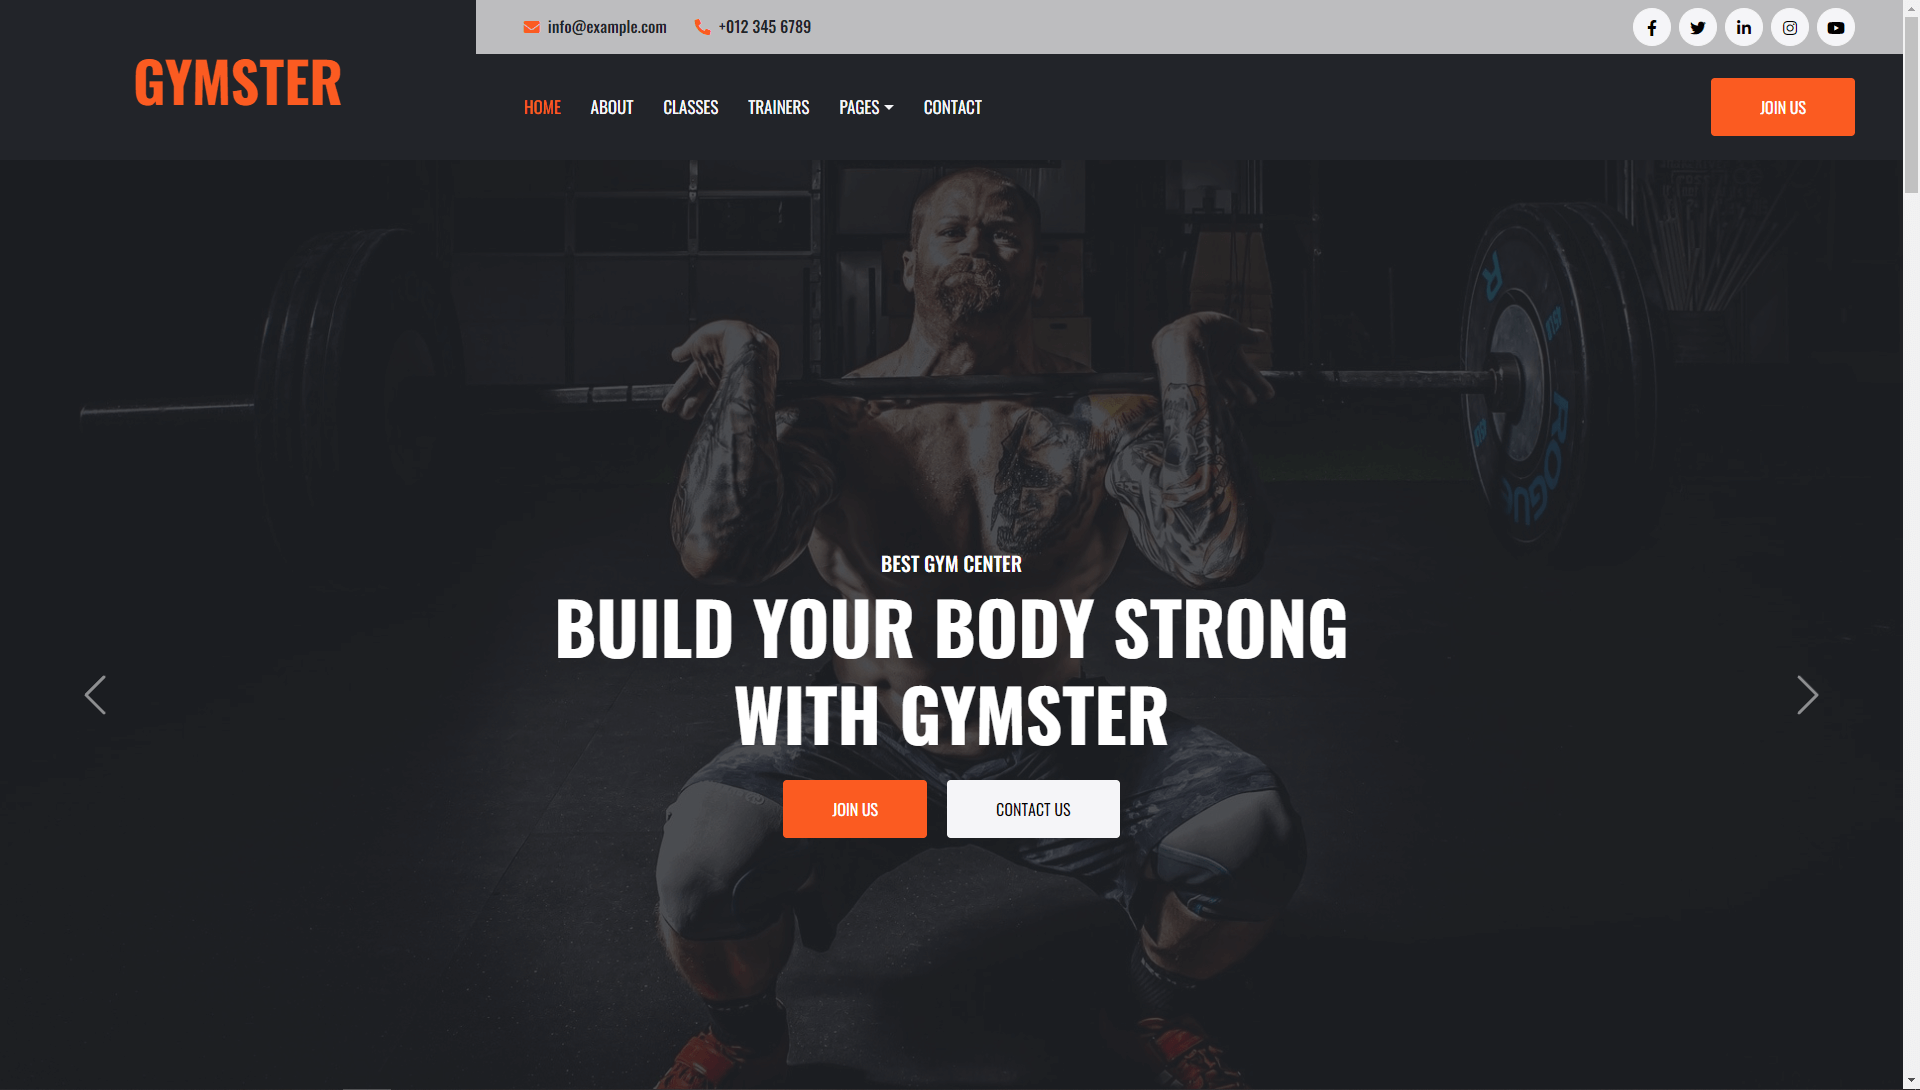 info@example.com +012 345 6789
GYMSTER
HOME ABOUT CLASSES TRAINERS PAGES CONTACT JOIN US
R
ROGUE
BEST GYM CENTER
BUILD YOUR BODY STRONG
WITH GYMSTER
JOIN US CONTACT US